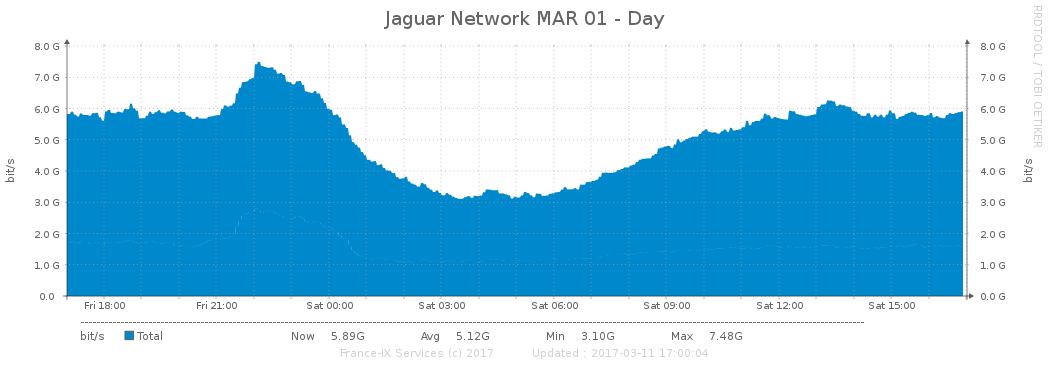 Jaguar Network MAR 01 - Day
RRDTOOL / TOBI OETIKER
8.0 G 8.0 G
7.0 G 7.0 G
6.0 G 6.0 G
5.0 G 5.0 G
4.0 G 4.0 G
3.0 G 3.0 G
2.0 G 2.0 G
1.0 G 1.0 G
0.0 0.0 G
bit/s
bit/s
Fri 18:00 Fri 21:00 Sat 00:00 Sat 03:00 Sat 06:00 Sat 09:00 Sat 12:00 Sat 15:00
bit/s Total Now 5.89G Avg 5.12G Min 3.10G Max 7.48G
France-IX Services (c) 2017 Updated : 2017-03-11 17:00:04